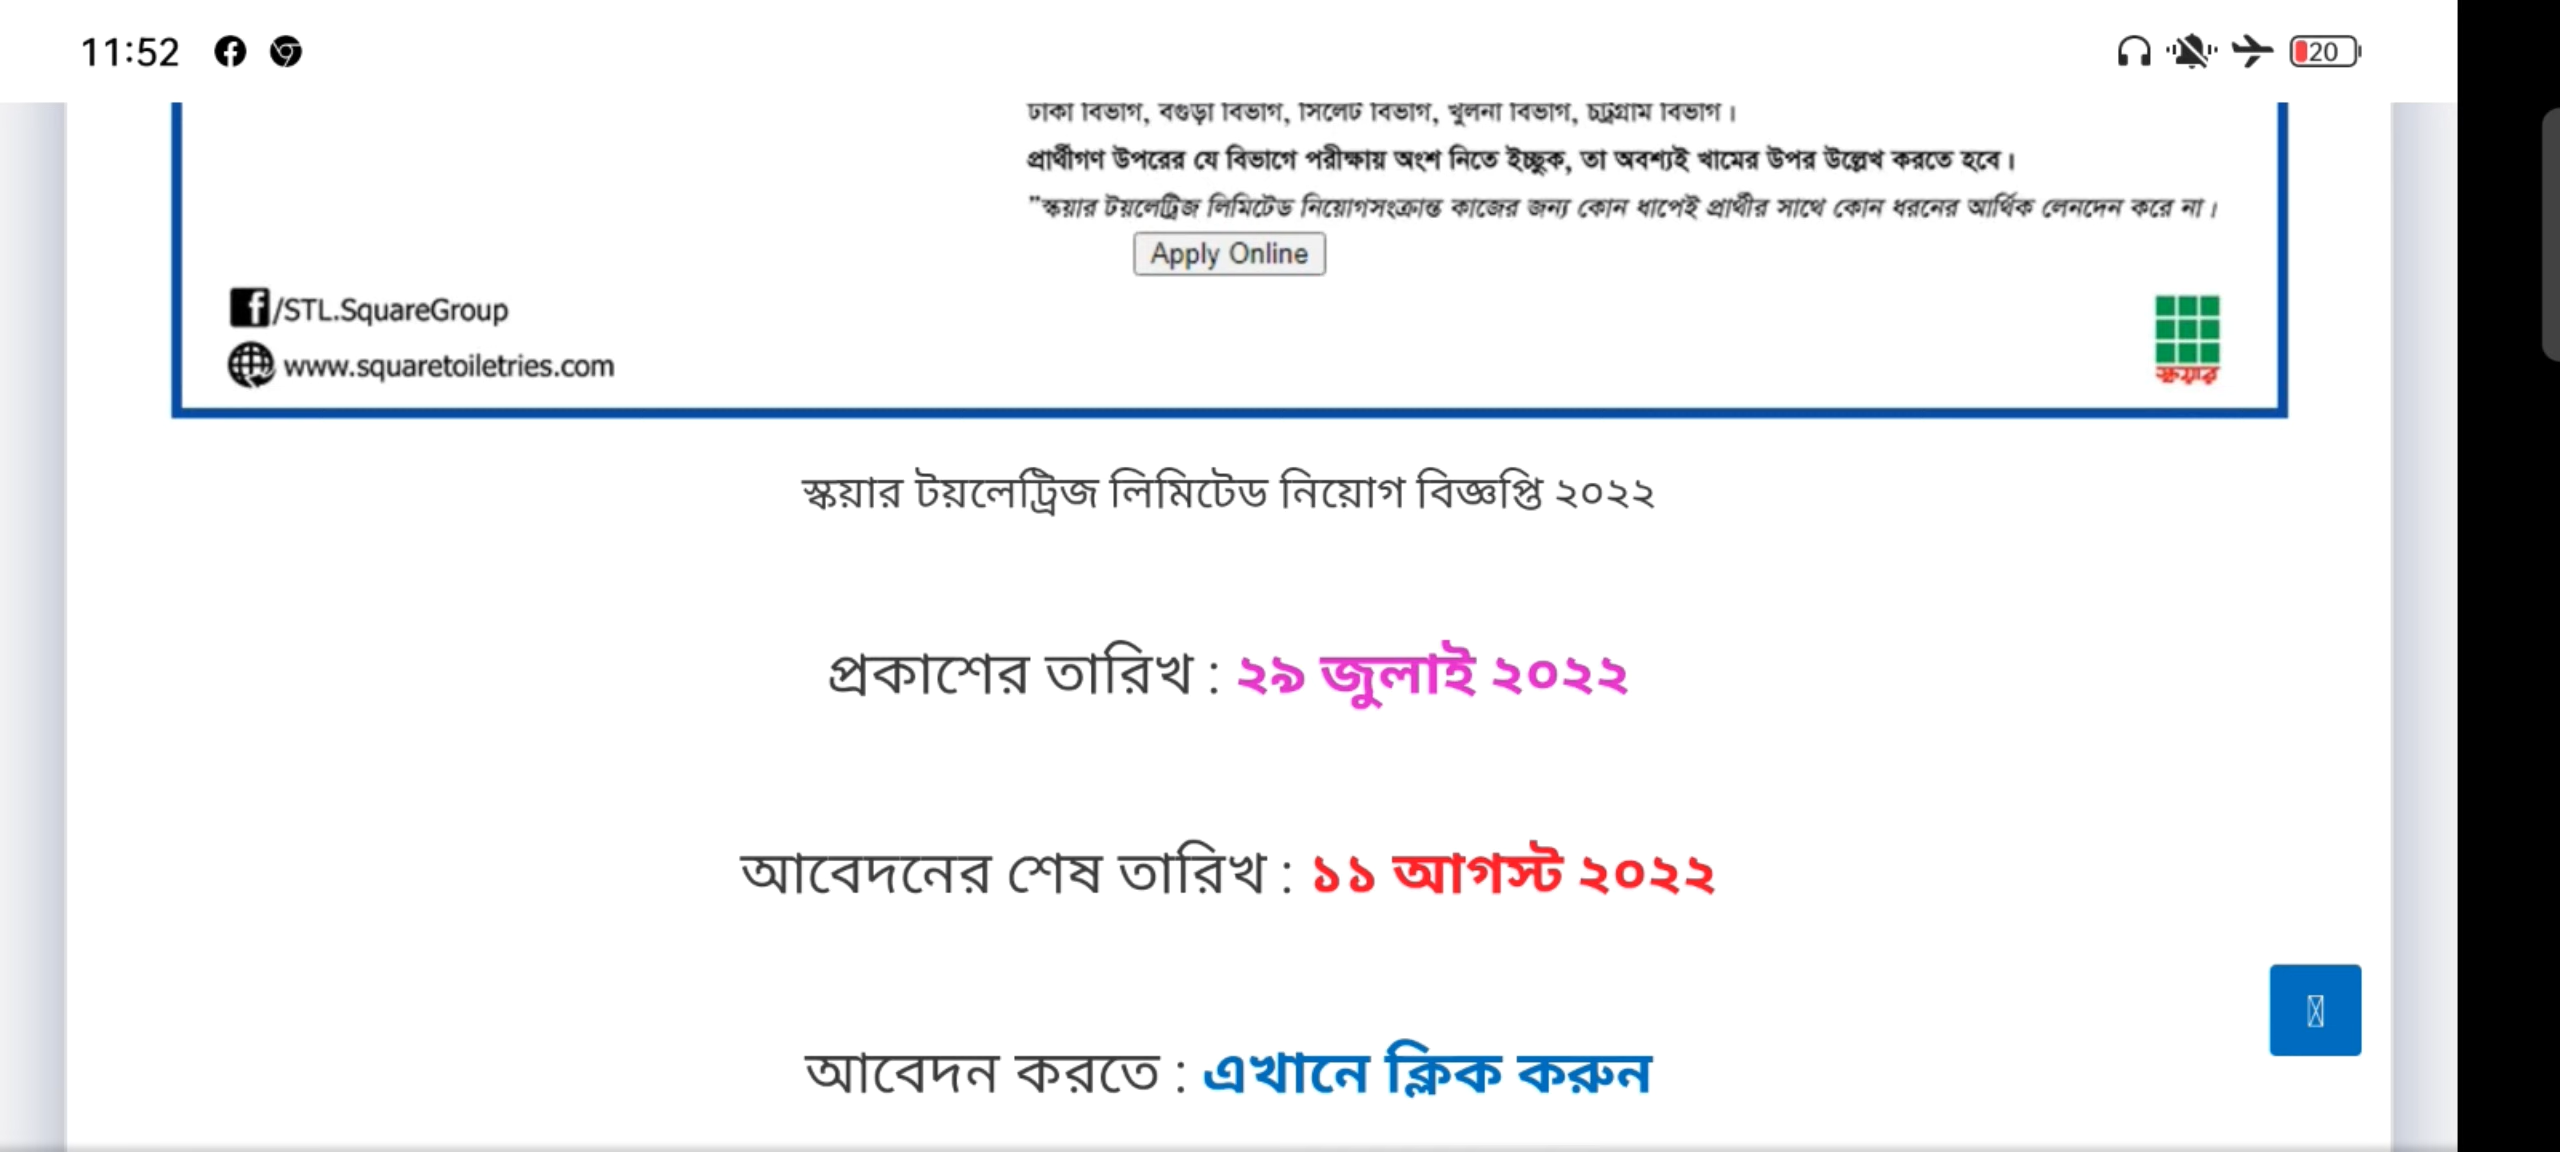 11:52
20
ঢাকা বিভাগ, বগুড়া বিভাগ, সিলেট বিভাগ, খুলনা বিভাগ, চট্টগ্রাম বিভাগ।
প্রার্থীগণ উপরের যে বিভাগে পরীক্ষায় অংশ নিতে ইচ্ছুক, তা অবশ্যই খামের উপর উল্লেখ করতে হবে।
"স্কয়ার টয়লেট্রিজ লিমিটেড নিয়োগসংক্রান্ত কাজের জন্য কোন ধাপেই প্রার্থীর সাথে কোন ধরনের আর্থিক লেনদেন করে না।
Apply Online
/STL.SquareGroup
www.squaretoiletries.com
স্কয়ার
স্কয়ার টয়লেট্রিজ লিমিটেড নিয়োগ বিজ্ঞপ্তি ২০২২
প্রকাশের তারিখ : ২৯ জুলাই ২০২২
আবেদনের শেষ তারিখ : ১১ আগস্ট ২০২২
আবেদন করতে : এখানে ক্লিক করুন